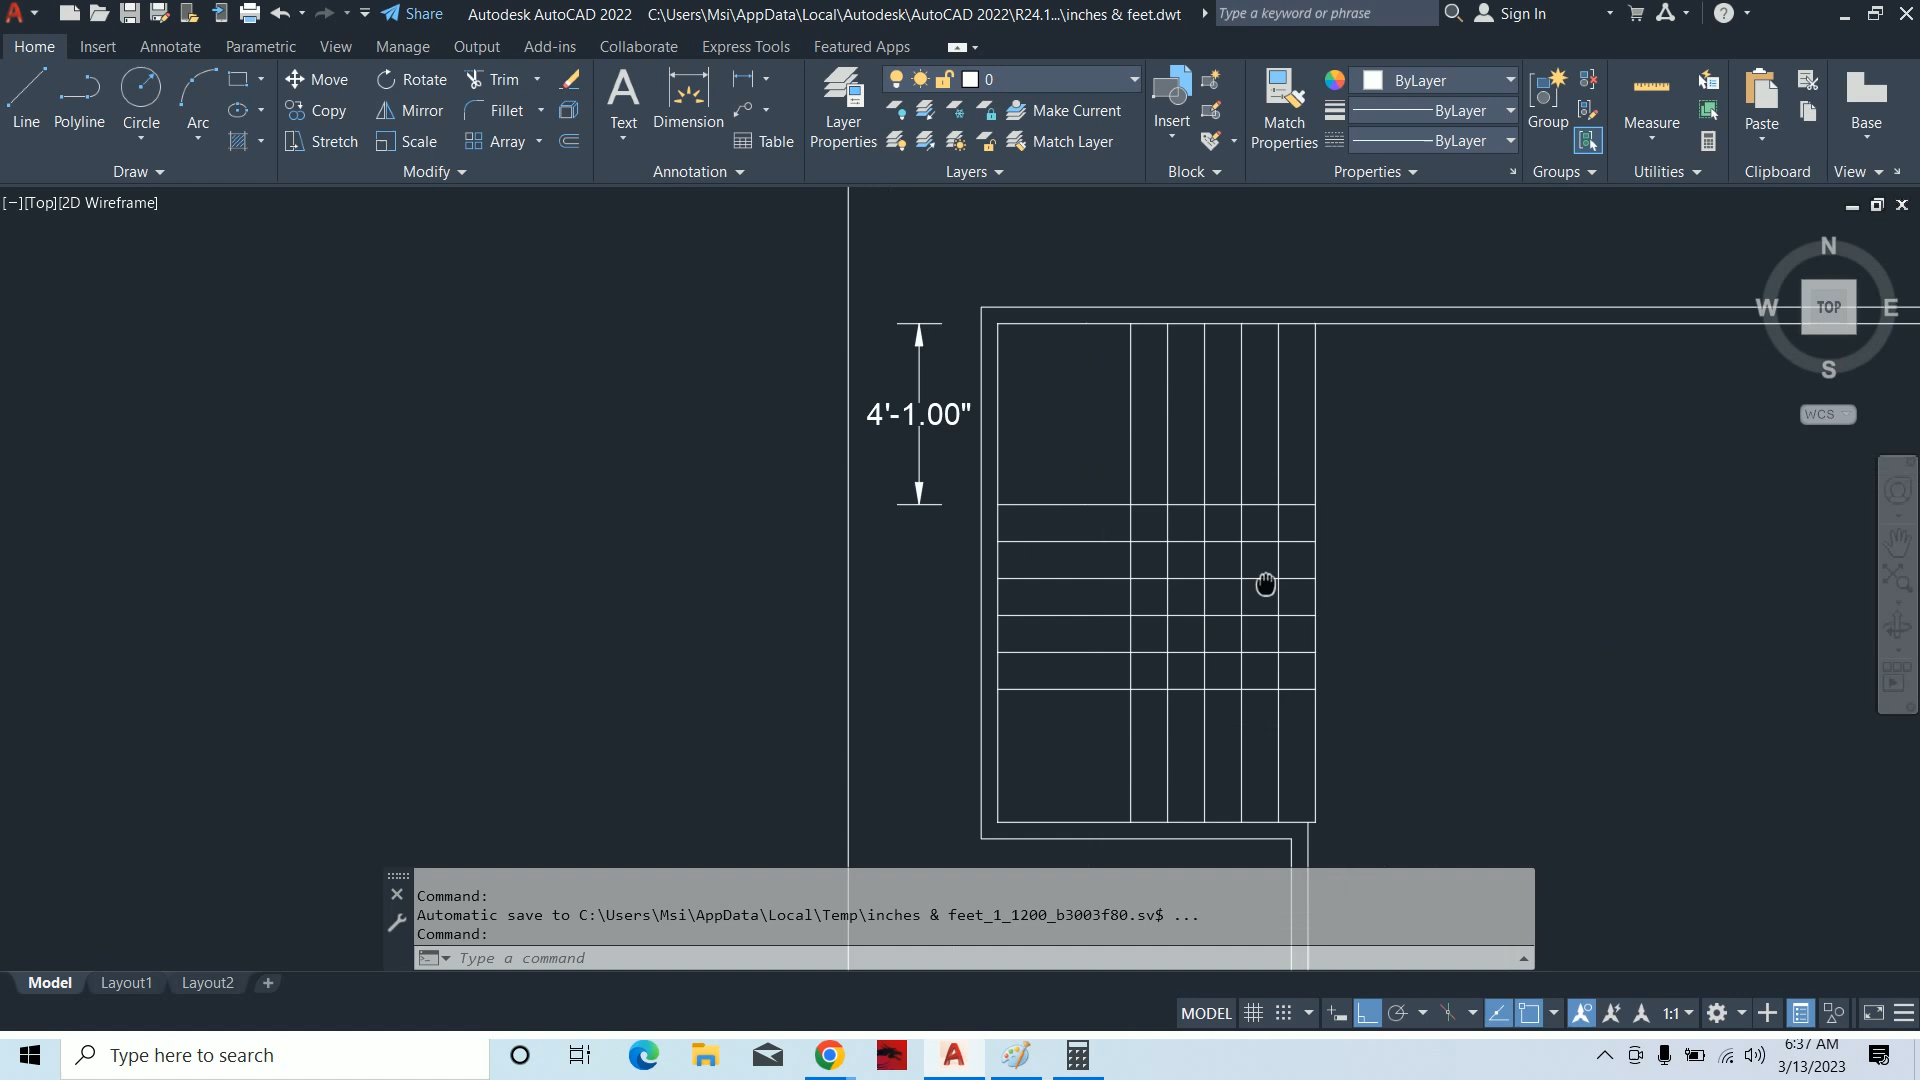 Share Autodesk AutoCAD 2022 C:\Users\Msi\AppData\Local\Autodesk\AutoCAD 2022\R24.1...\inches & feet.dwt Type a keyword or phrase Sign In
Home Insert Annotate Parametric View Manage Output Add-ins Collaborate Express Tools Featured Apps
Line Polyline Circle Arc
Move Rotate Trim
Copy Mirror Fillet
Stretch Scale Array
Text Dimension Table
Layer Properties 0
Make Current
Match Layer
Insert
Match Properties
ByLayer
ByLayer
ByLayer
Group
Measure
Paste
Base
Draw Modify Annotation Layers Block Properties Groups Utilities Clipboard View
[−][Top][2D Wireframe]
N
W TOP E
S
WCS
4'-1.00"
Command:
Automatic save to C:\Users\Msi\AppData\Local\Temp\inches & feet_1_1200_b3003f80.sv$ ...
Command:
Type a command
Model Layout1 Layout2
MODEL 1:1
Type here to search
6:37 AM
3/13/2023